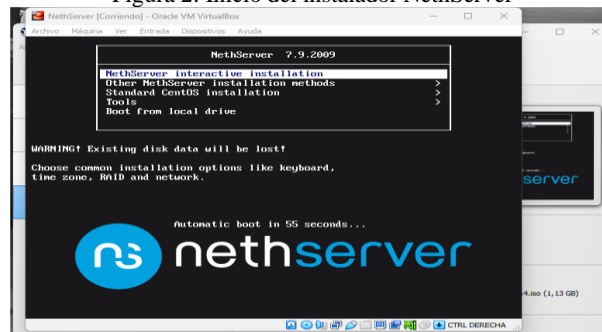 Figura 2. Inicio del instalador NethServer
NethServer [Corriendo] - Oracle VM VirtualBox
Archivo Máquina Ver Entrada Dispositivos Ayuda
NethServer 7.9.2009
NethServer interactive installation
Other NethServer installation methods >
Standard CentOS installation >
Tools >
Boot from local drive
WARNING! Existing disk data will be lost!
Choose common installation options like keyboard,
time zone, RAID and network.
Automatic boot in 55 seconds...
ns nethserver
server
4.iso (1,13 GB)
CTRL DERECHA